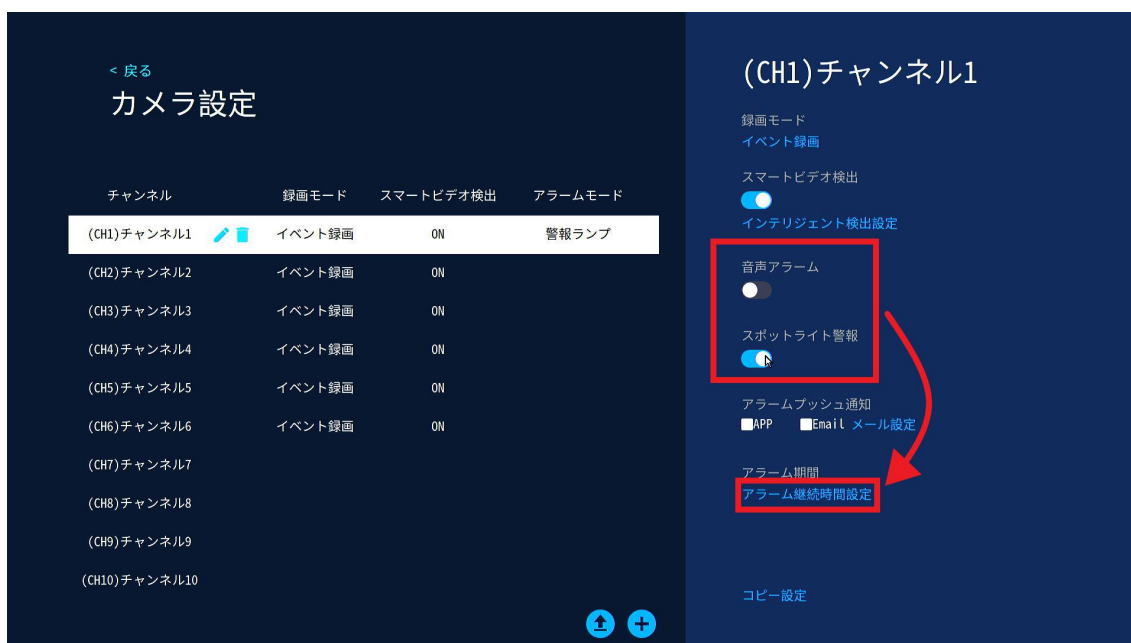 < 戻る
カメラ設定
チャンネル 録画モード スマートビデオ検出 アラームモード
(CH1)チャンネル1 イベント録画 ON 警報ランプ
(CH2)チャンネル2 イベント録画 ON
(CH3)チャンネル3 イベント録画 ON
(CH4)チャンネル4 イベント録画 ON
(CH5)チャンネル5 イベント録画 ON
(CH6)チャンネル6 イベント録画 ON
(CH7)チャンネル7
(CH8)チャンネル8
(CH9)チャンネル9
(CH10)チャンネル10
(CH1)チャンネル1
録画モード
イベント録画
スマートビデオ検出
インテリジェント検出設定
音声アラーム
スポットライト警報
アラームプッシュ通知
APP Email メール設定
アラーム期間
アラーム継続時間設定
コピー設定